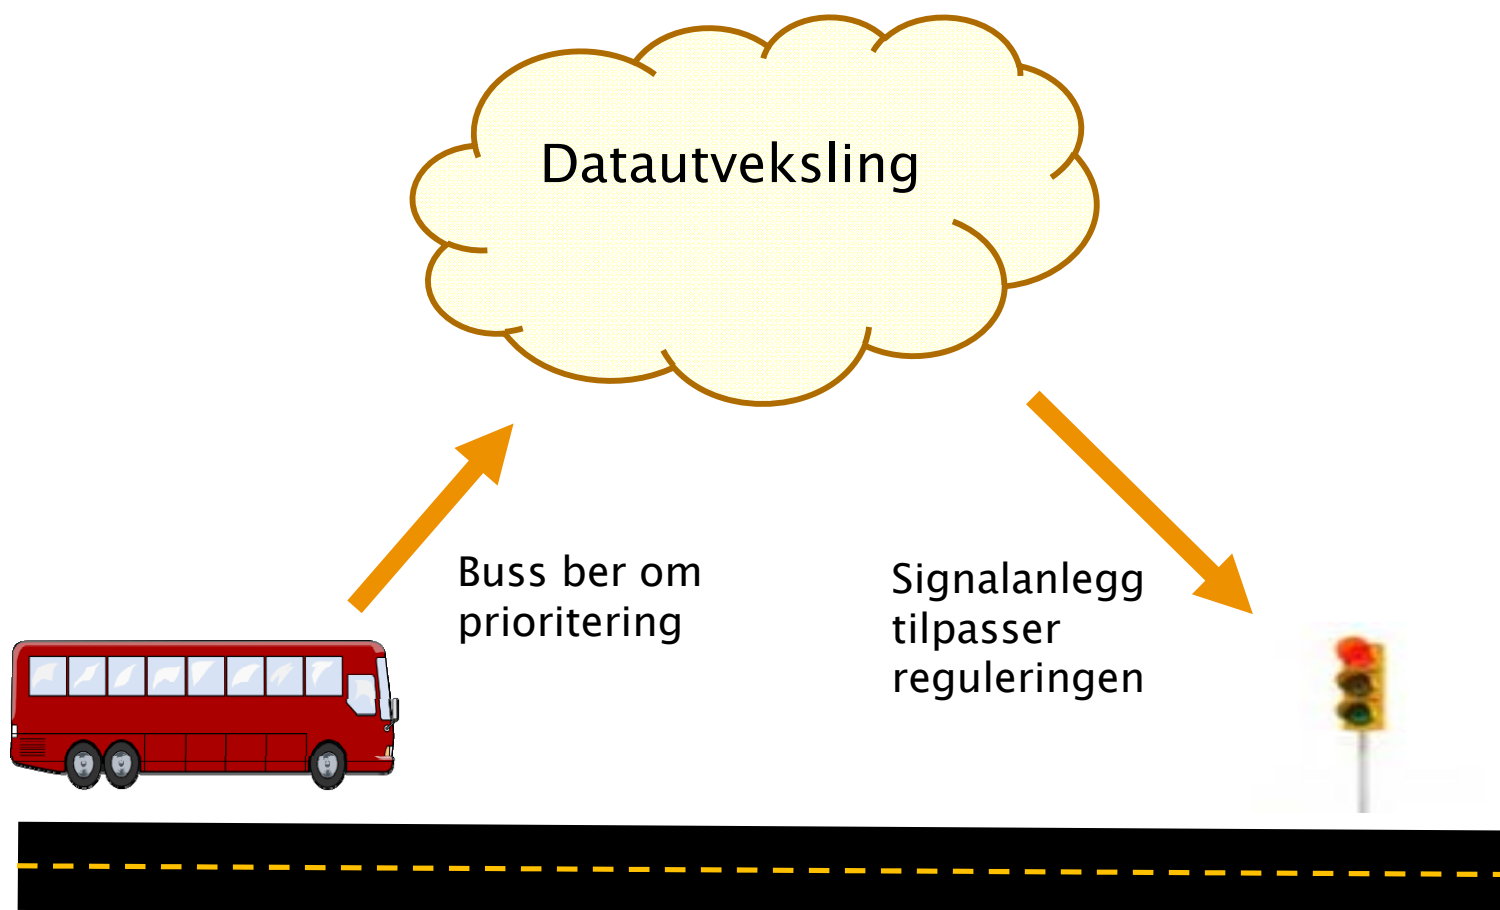 Datautveksling
Buss ber om
prioritering
Signalanlegg
tilpasser
reguleringen